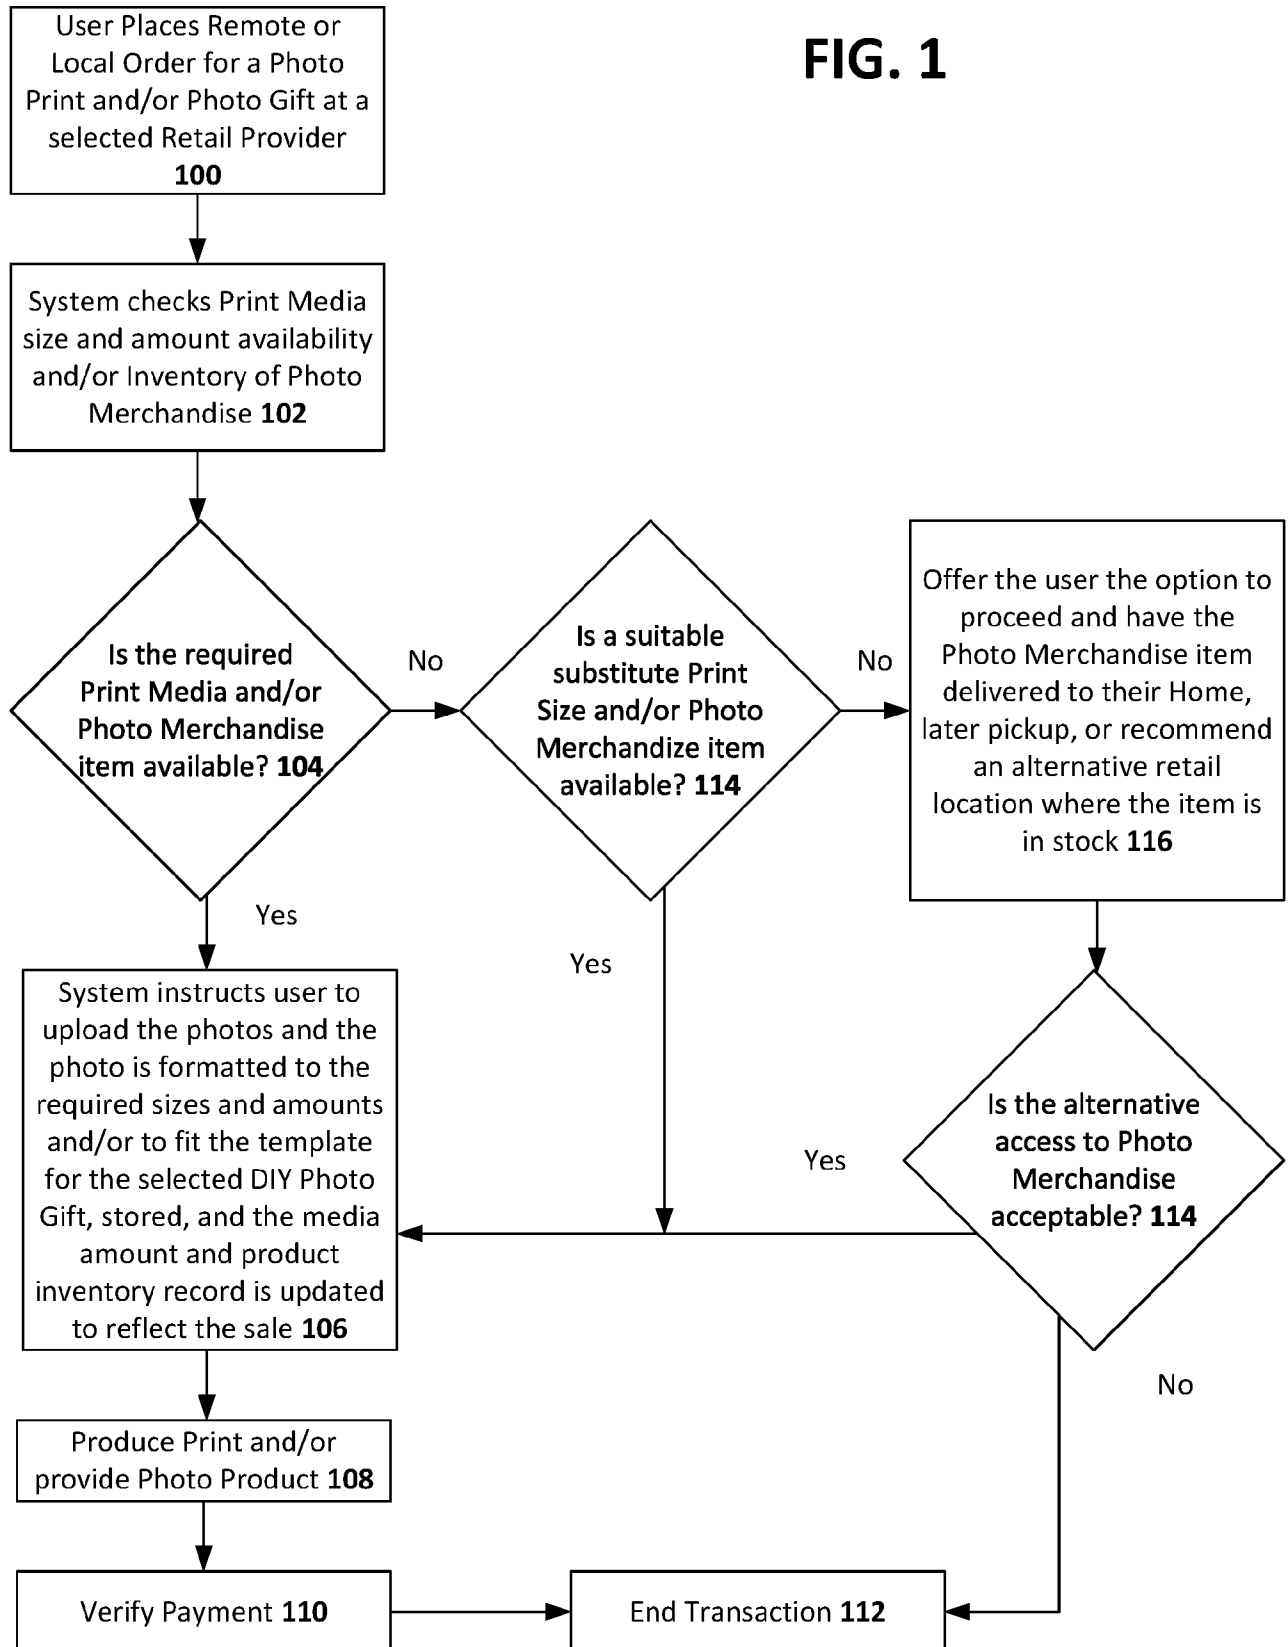 FIG. 1
User Places Remote or
Local Order for a Photo
Print and/or Photo Gift at a
selected Retail Provider
100
System checks Print Media
size and amount availability
and/or Inventory of Photo
Merchandise 102
Is the required
Print Media and/or
Photo Merchandise
item available? 104
No
Is a suitable
substitute Print
Size and/or Photo
Merchandize item
available? 114
No
Offer the user the option to
proceed and have the
Photo Merchandise item
delivered to their Home,
later pickup, or recommend
an alternative retail
location where the item is
in stock 116
Yes
Yes
System instructs user to
upload the photos and the
photo is formatted to the
required sizes and amounts
and/or to fit the template
for the selected DIY Photo
Gift, stored, and the media
amount and product
inventory record is updated
to reflect the sale 106
Yes
Is the alternative
access to Photo
Merchandise
acceptable? 114
No
Produce Print and/or
provide Photo Product 108
Verify Payment 110
End Transaction 112